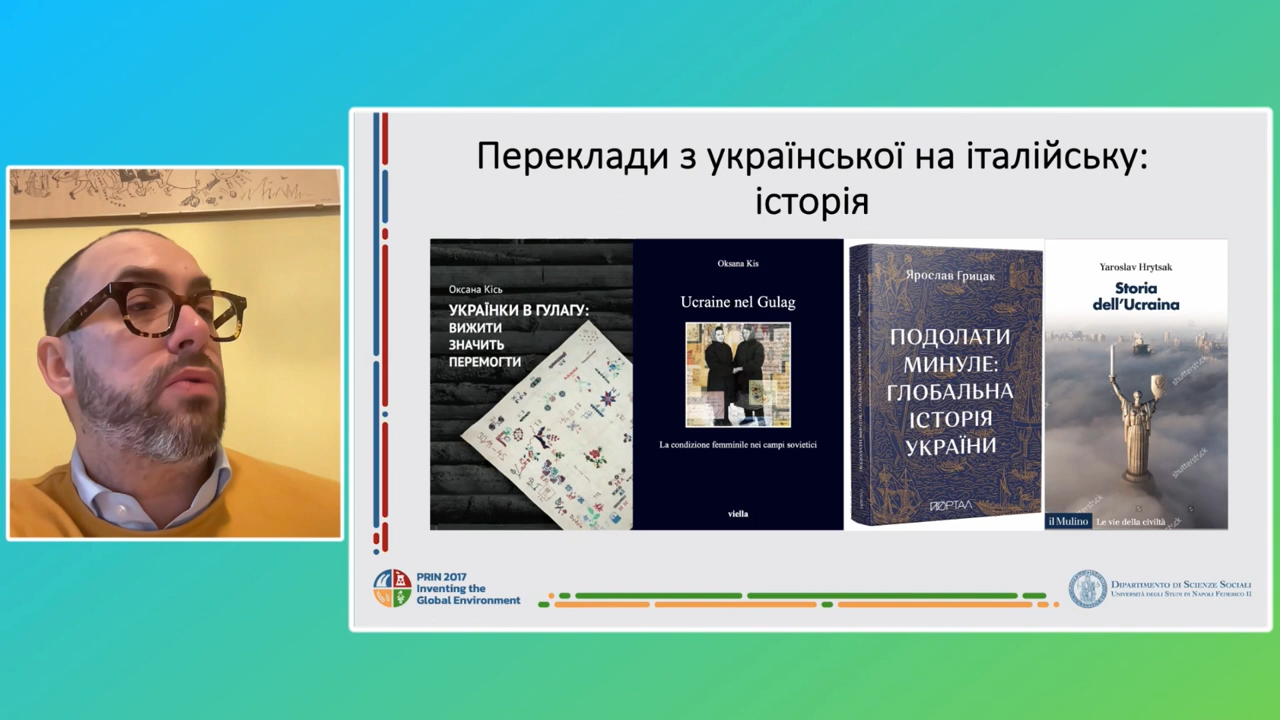 Переклади з української на італійську:
історія
Оксана Кісь
УКРАЇНКИ В ГУЛАГУ:
ВИЖИТИ
ЗНАЧИТЬ
ПЕРЕМОГТИ
Oksana Kis
Ucraine nel Gulag
La condizione femminile nei campi sovietici
viella
Ярослав Грицак
ПОДОЛАТИ
МИНУЛЕ:
ГЛОБАЛЬНА
ІСТОРІЯ
УКРАЇНИ
ПОРТАЛ
Yaroslav Hrytsak
Storia
dell'Ucraina
shutterstock
shutterstock
il Mulino
Le vie della civiltà
PRIN 2017
Inventing the
Global Environment
Dipartimento di Scienze Sociali
Università degli Studi di Napoli Federico II